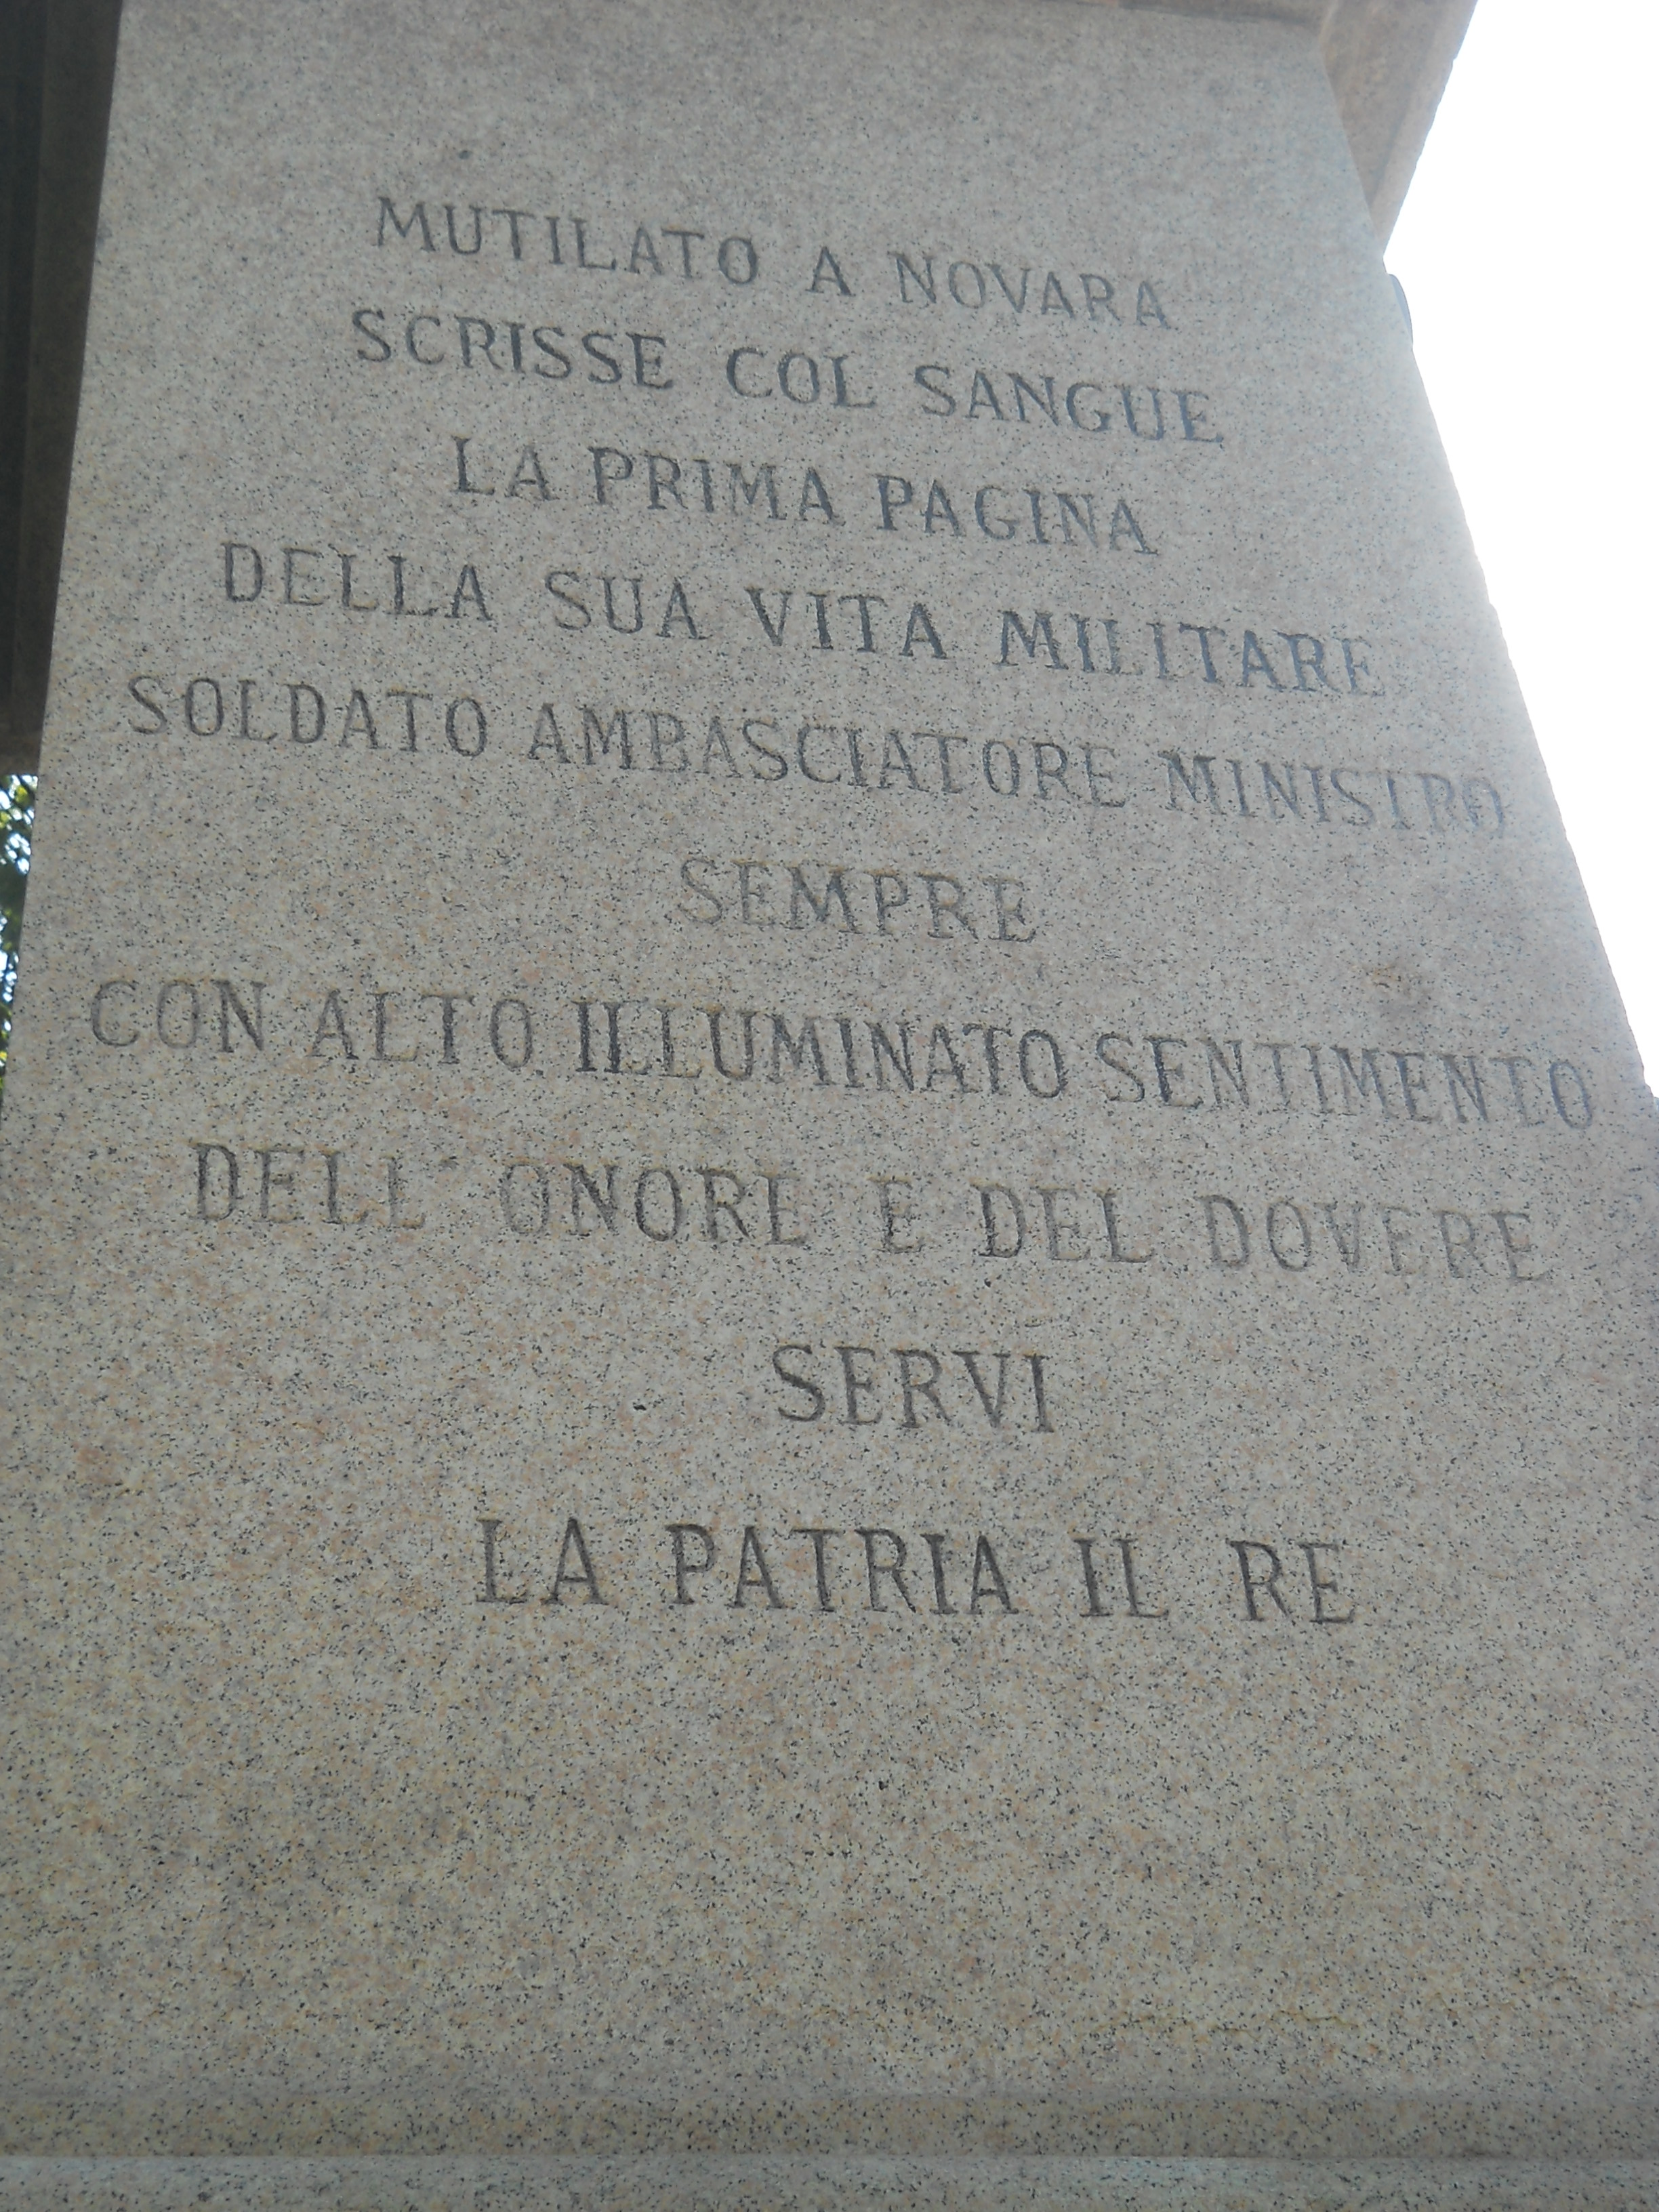 MUTILATO A NOVARA
SCRISSE COL SANGUE
LA PRIMA PAGINA
DELLA SUA VITA MILITARE
SOLDATO AMBASCIATORE MINISTRO
SEMPRE
CON ALTO ILLUMINATO SENTIMENTO
DELL' ONORE E DEL DOVERE
SERVI
LA PATRIA IL RE